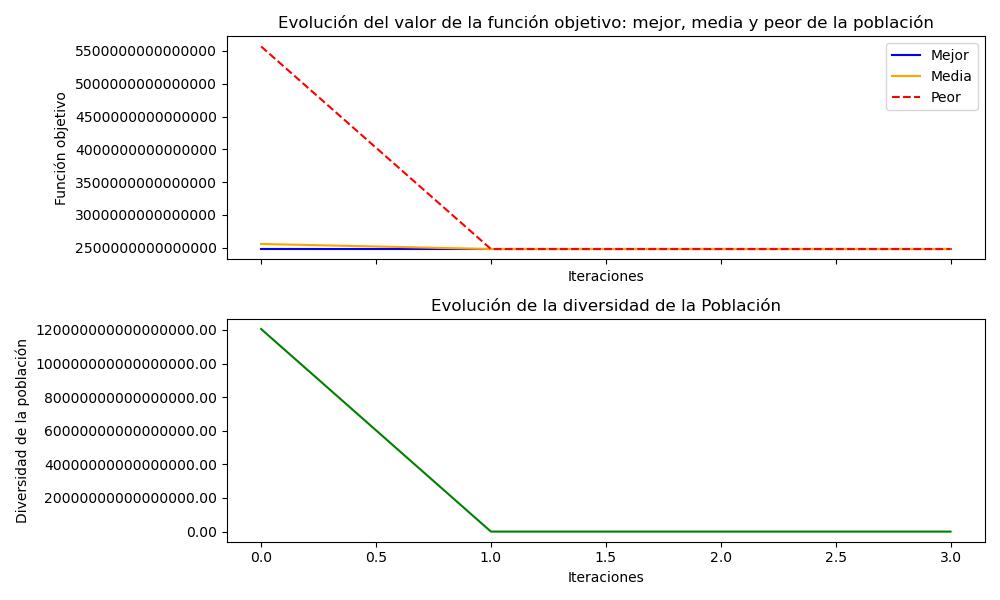 Evolución del valor de la función objetivo: mejor, media y peor de la población
5500000000000000
5000000000000000
4500000000000000
4000000000000000
3500000000000000
3000000000000000
2500000000000000
Función objetivo
Mejor
Media
Peor
Iteraciones
Evolución de la diversidad de la Población
120000000000000000.00
100000000000000000.00
80000000000000000.00
60000000000000000.00
40000000000000000.00
20000000000000000.00
0.00
Diversidad de la población
0.0 0.5 1.0 1.5 2.0 2.5 3.0
Iteraciones